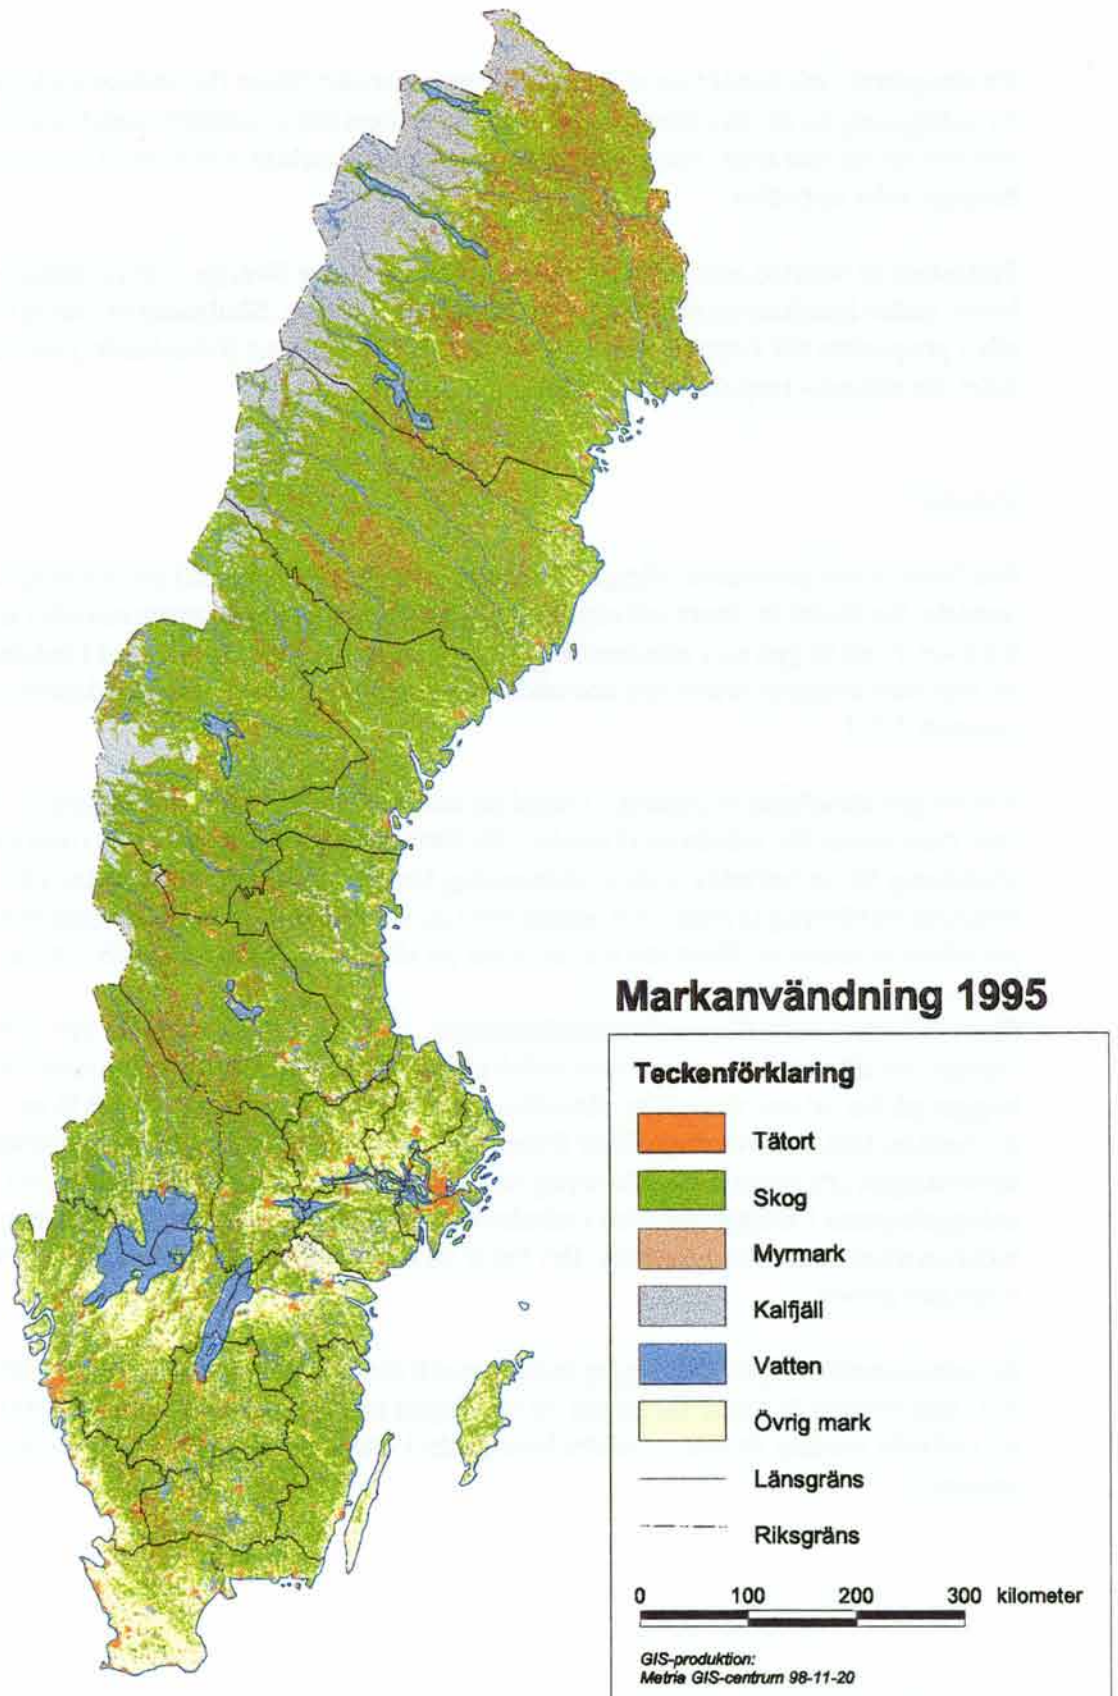 Markanvändning 1995
Teckenförklaring
Tätort
Skog
Myrmark
Kalfjäll
Vatten
Övrig mark
Länsgräns
Riksgräns
0 100 200 300 kilometer
GIS-produktion:
Metria GIS-centrum 98-11-20